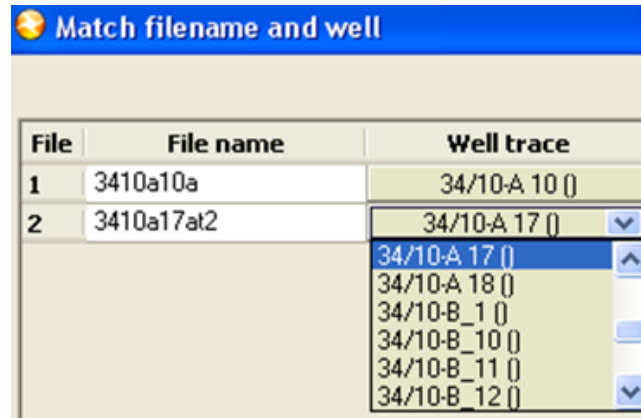 Match filename and well
File File name Well trace
1 3410a10a 34/10-A 10 ()
2 3410a17at2 34/10-A 17 ()
34/10-A 17 ()
34/10-A 18 ()
34/10-B_1 ()
34/10-B_10 ()
34/10-B_11 ()
34/10-B_12 ()